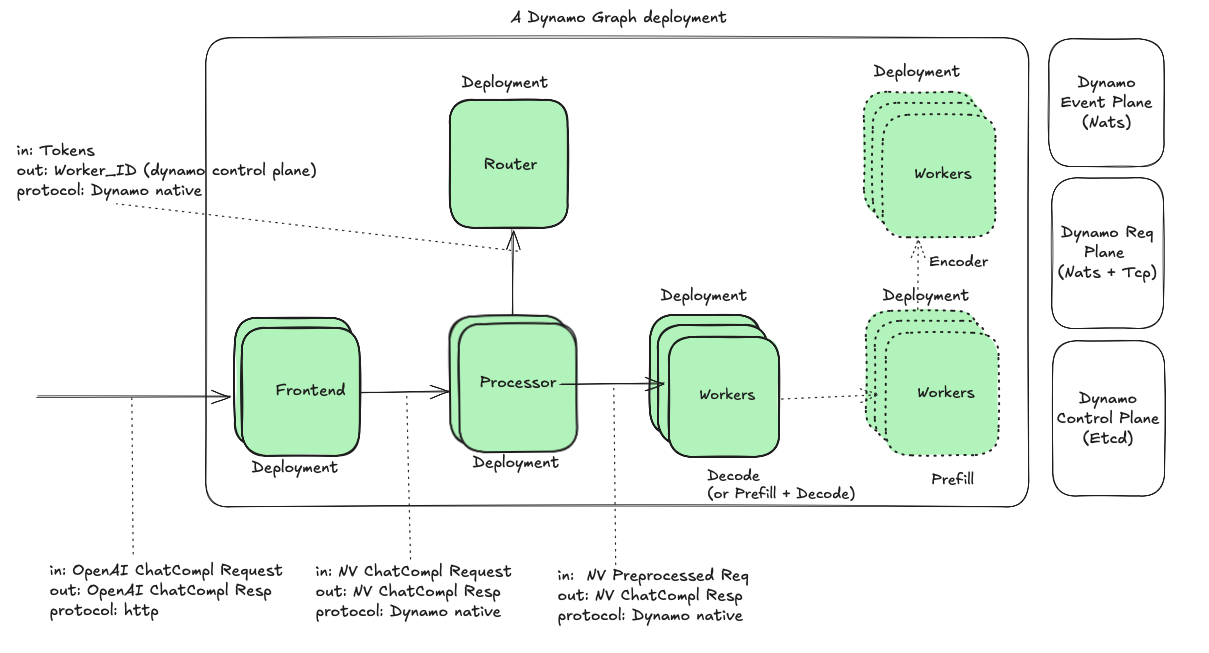 A Dynamo Graph deployment
Deployment
Router
in: Tokens
out: Worker_ID (dynamo control plane)
protocol: Dynamo native
Deployment
Workers
Encoder
Dynamo
Event Plane
(Nats)
Dynamo Req
Plane
(Nats + Tcp)
Dynamo
Control Plane
(Etcd)
Frontend
Deployment
Processor
Deployment
Deployment
Workers
Decode
(or Prefill + Decode)
Deployment
Workers
Prefill
in: OpenAI ChatCompl Request
out: OpenAI ChatCompl Resp
protocol: http
in: NV ChatCompl Request
out: NV ChatCompl Resp
protocol: Dynamo native
in: NV Preprocessed Req
out: NV ChatCompl Resp
protocol: Dynamo native